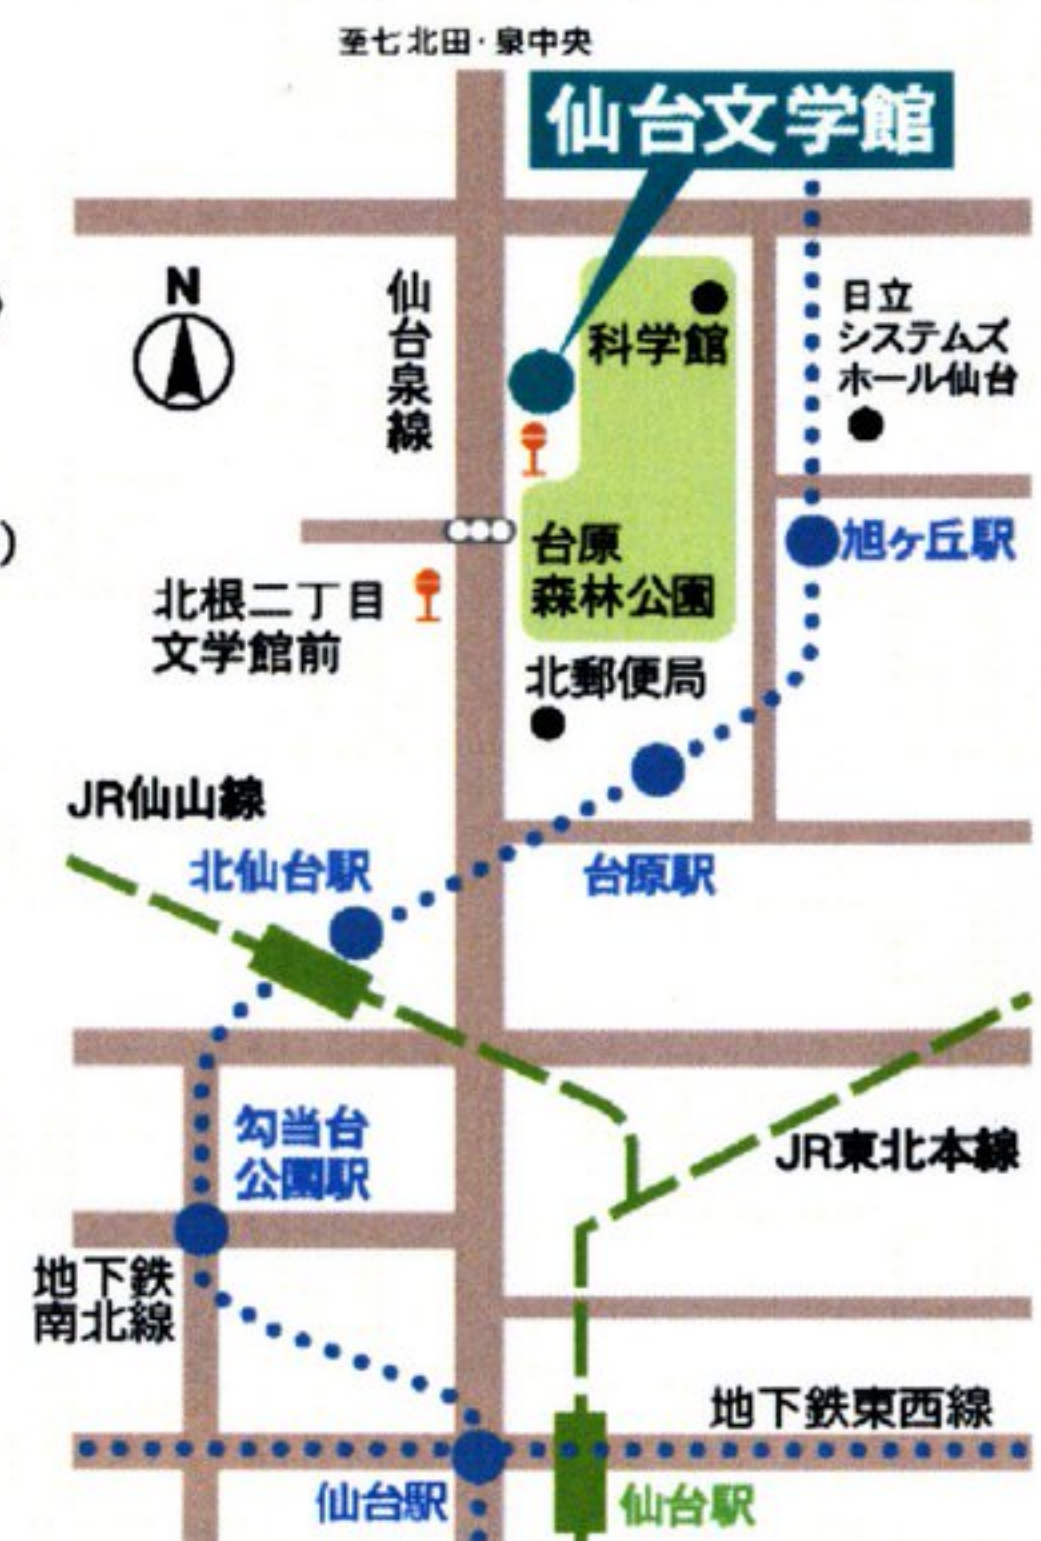 至七北田・泉中央
仙台文学館
N
仙台泉線
科学館
日立
システムズ
ホール仙台
)
台原
森林公園
旭ヶ丘駅
北根二丁目
文学館前
北郵便局
JR仙山線
北仙台駅
台原駅
勾当台
公園駅
JR東北本線
地下鉄
南北線
地下鉄東西線
仙台駅
仙台駅